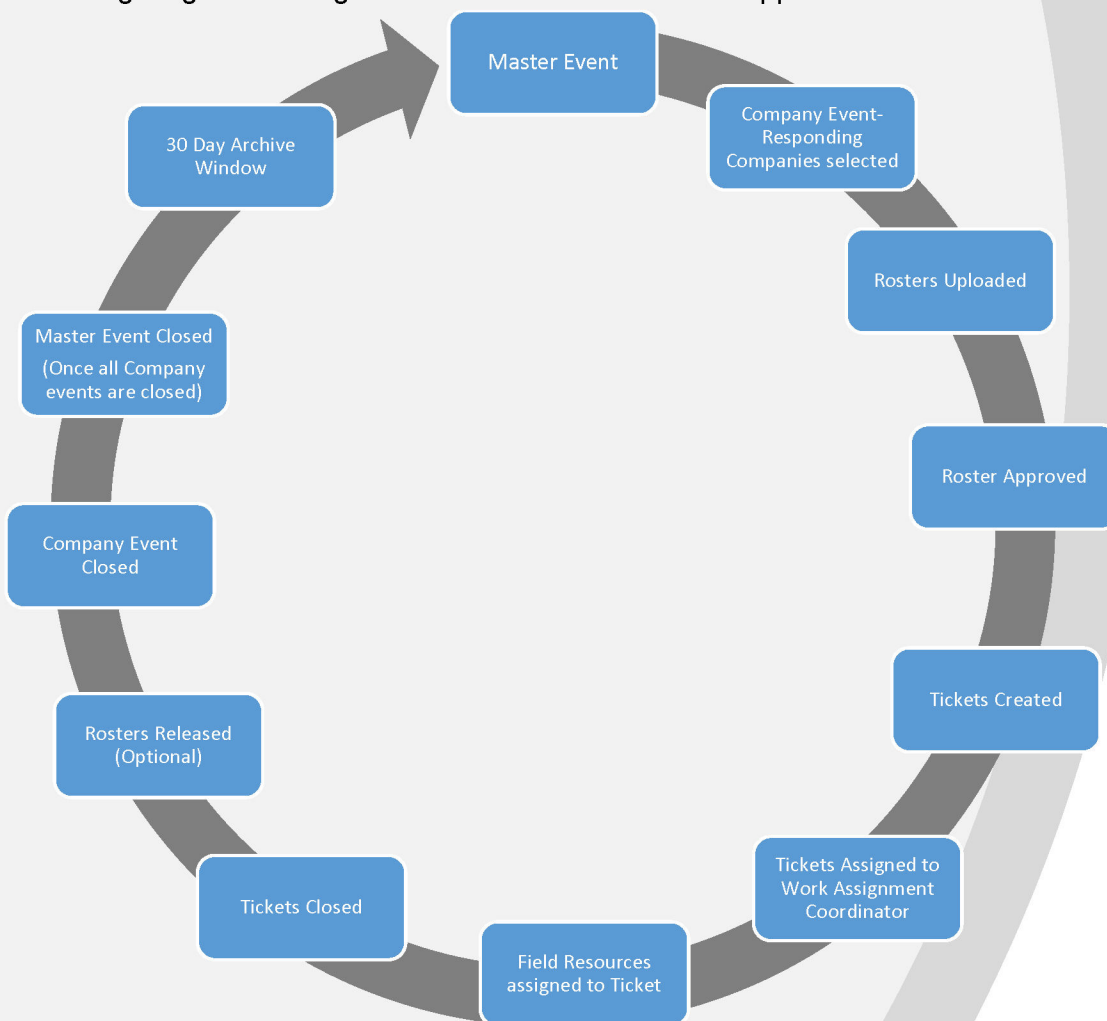 Master Event
Company Event-
Responding
Companies selected
Rosters Uploaded
Roster Approved
Tickets Created
Tickets Assigned to
Work Assignment
Coordinator
Field Resources
assigned to Ticket
Tickets Closed
Rosters Released
(Optional)
Company Event
Closed
Master Event Closed
(Once all Company
events are closed)
30 Day Archive
Window